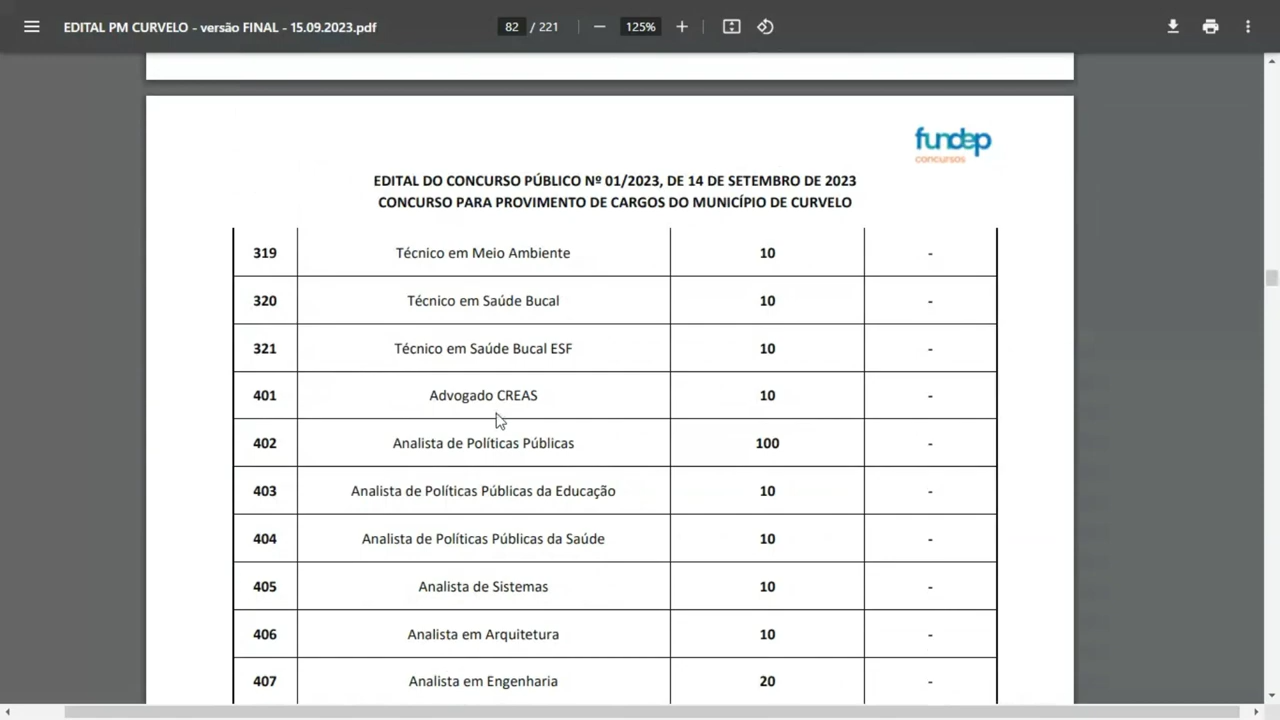 EDITAL PM CURVELO - versão FINAL - 15.09.2023.pdf
82 / 221
125%
fundep
concursos
EDITAL DO CONCURSO PÚBLICO Nº 01/2023, DE 14 DE SETEMBRO DE 2023
CONCURSO PARA PROVIMENTO DE CARGOS DO MUNICÍPIO DE CURVELO
319 Técnico em Meio Ambiente 10 -
320 Técnico em Saúde Bucal 10 -
321 Técnico em Saúde Bucal ESF 10 -
401 Advogado CREAS 10 -
402 Analista de Políticas Públicas 100 -
403 Analista de Políticas Públicas da Educação 10 -
404 Analista de Políticas Públicas da Saúde 10 -
405 Analista de Sistemas 10 -
406 Analista em Arquitetura 10 -
407 Analista em Engenharia 20 -